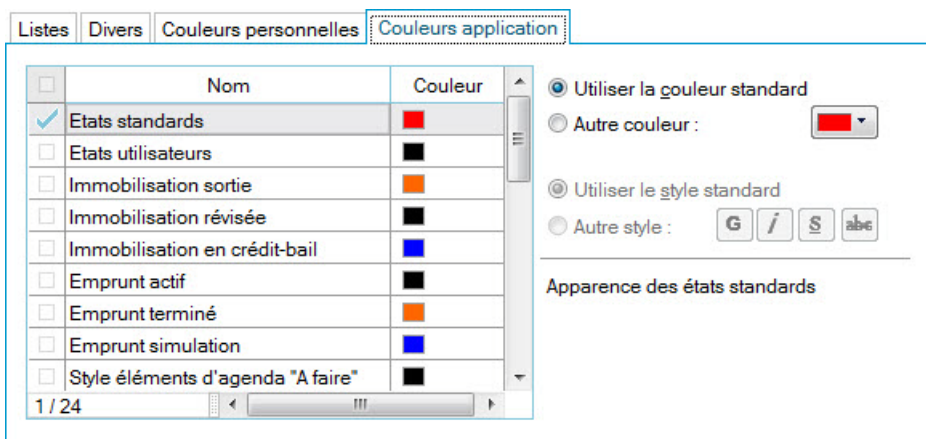 Listes Divers Couleurs personnelles Couleurs application
Nom Couleur
Etats standards
Etats utilisateurs
Immobilisation sortie
Immobilisation révisée
Immobilisation en crédit-bail
Emprunt actif
Emprunt terminé
Emprunt simulation
Style éléments d'agenda "A faire"
1 / 24
Utiliser la couleur standard
Autre couleur :
Utiliser le style standard
Autre style : G i S abc
Apparence des états standards